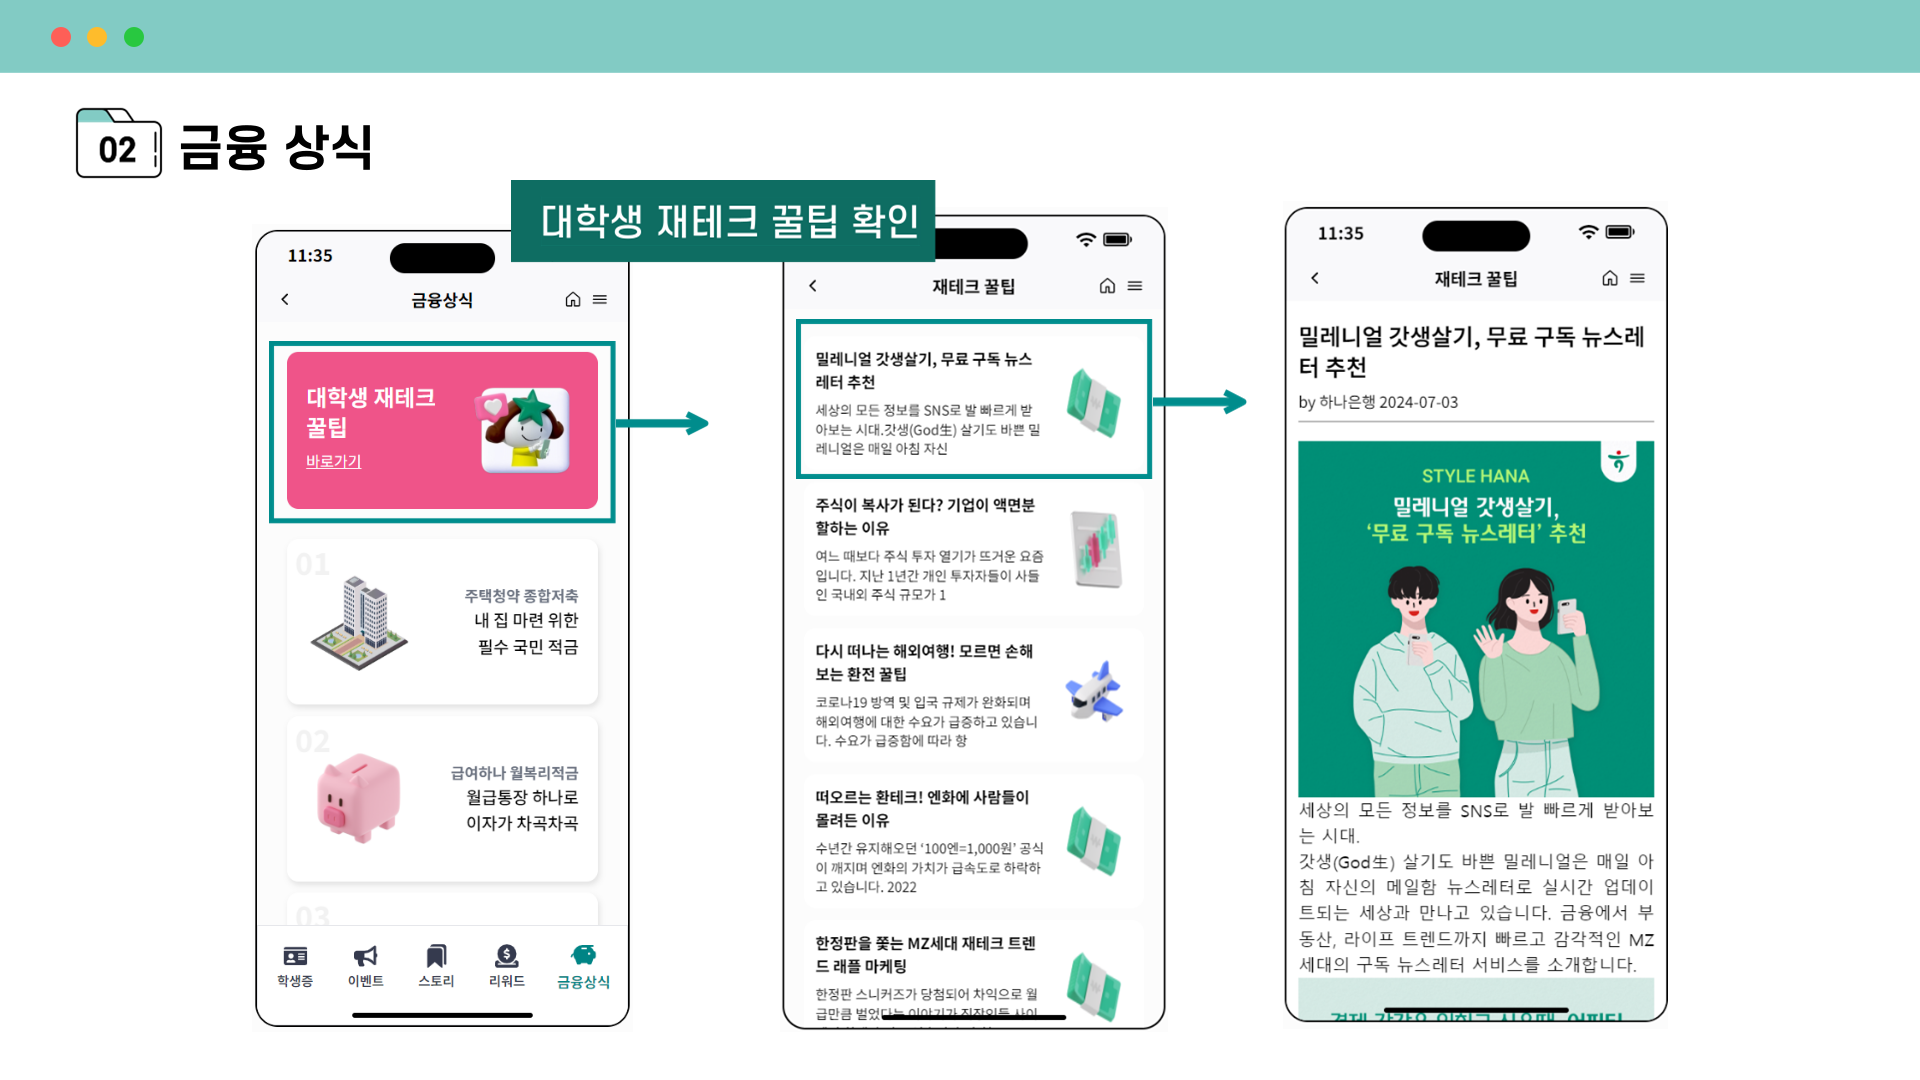 02 금융 상식
대학생 재테크 꿀팁 확인
11:35
금융상식
대학생 재테크
꿀팁
바로가기
01
주택청약 종합저축
내 집 마련 위한
필수 국민 적금
02
급여하나 월복리적금
월급통장 하나로
이자가 차곡차곡
03
학생증
이벤트
스토리
리워드
금융상식
재테크 꿀팁
밀레니얼 갓생살기, 무료 구독 뉴스
레터 추천
세상의 모든 정보를 SNS로 발 빠르게 받
아보는 시대.갓생(God生) 살기도 바쁜 밀
레니얼은 매일 아침 자신
주식이 복사가 된다? 기업이 액면분
할하는 이유
여느 때보다 주식 투자 열기가 뜨거운 요즘
입니다. 지난 1년간 개인 투자자들이 사들
인 국내외 주식 규모가 1
다시 떠나는 해외여행! 모르면 손해
보는 환전 꿀팁
코로나19 방역 및 입국 규제가 완화되며
해외여행에 대한 수요가 급증하고 있습니
다. 수요가 급증함에 따라 항
떠오르는 환테크! 엔화에 사람들이
몰려든 이유
수년간 유지해오던 ‘100엔=1,000원’ 공식
이 깨지며 엔화의 가치가 급속도로 하락하
고 있습니다. 2022
한정판을 쫓는 MZ세대 재테크 트렌
드 래플 마케팅
한정판 스니커즈가 당첨되어 차익으로 월
급만큼 벌었다는 이야기가 직장인들 사이
11:35
재테크 꿀팁
밀레니얼 갓생살기, 무료 구독 뉴스레
터 추천
by 하나은행 2024-07-03
STYLE HANA
밀레니얼 갓생살기,
‘무료 구독 뉴스레터’ 추천
세상의 모든 정보를 SNS로 발 빠르게 받아보
는 시대.
갓생(God生) 살기도 바쁜 밀레니얼은 매일 아
침 자신의 메일함 뉴스레터로 실시간 업데이
트되는 세상과 만나고 있습니다. 금융에서 부
동산, 라이프 트렌드까지 빠르고 감각적인 MZ
세대의 구독 뉴스레터 서비스를 소개합니다.